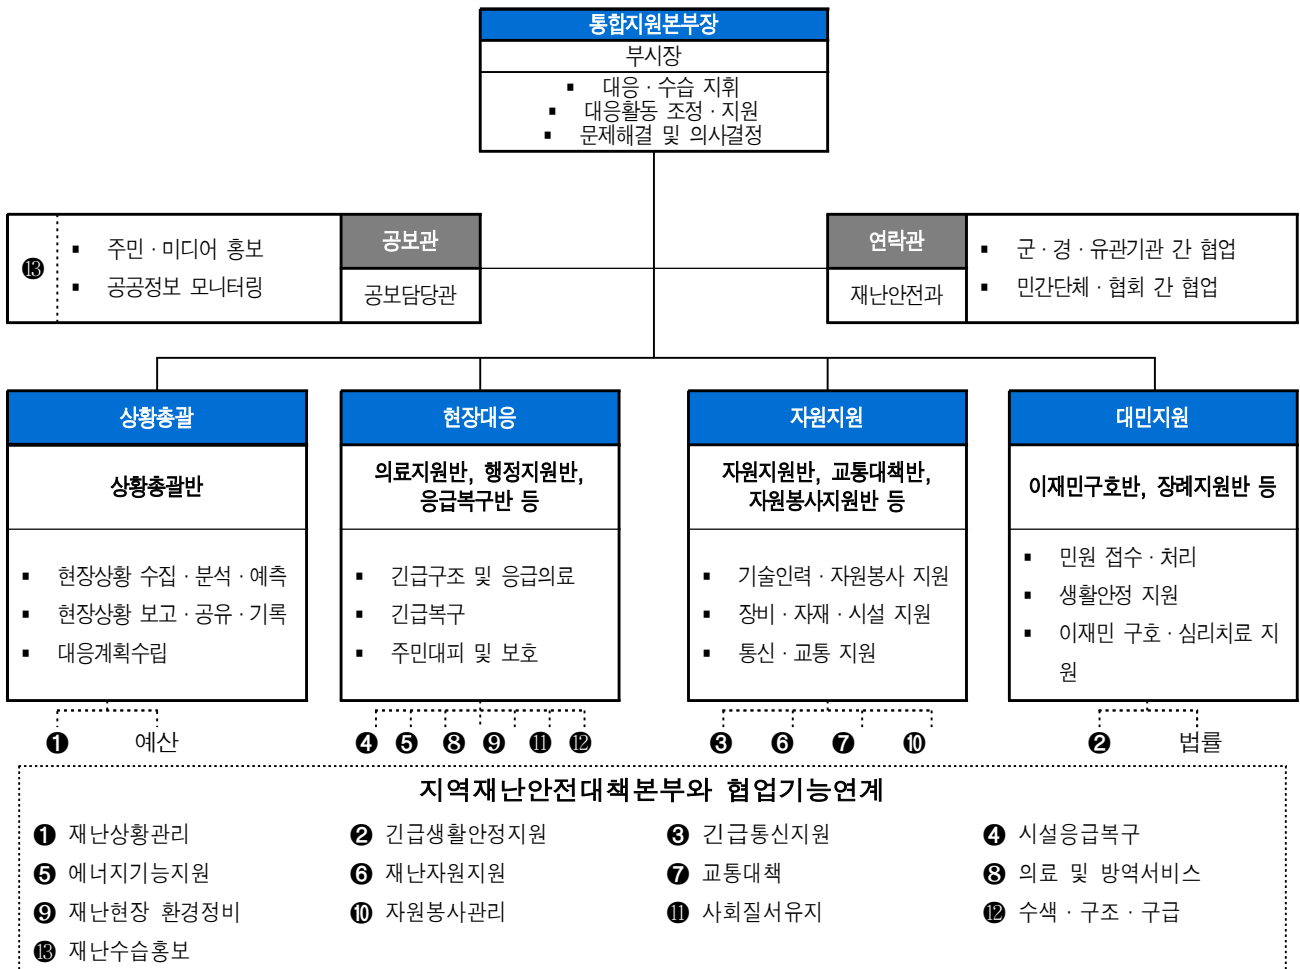 통합지원본부장
부시장
▪ 대응·수습 지휘
▪ 대응활동 조정·지원
▪ 문제해결 및 의사결정
⓭
▪ 주민·미디어 홍보
▪ 공공정보 모니터링
공보관
공보담당관
연락관
재난안전과
▪ 군·경·유관기관 간 협업
▪ 민간단체·협회 간 협업
상황총괄
상황총괄반
▪ 현장상황 수집·분석·예측
▪ 현장상황 보고·공유·기록
▪ 대응계획수립
❶ 예산
현장대응
의료지원반, 행정지원반,
응급복구반 등
▪ 긴급구조 및 응급의료
▪ 긴급복구
▪ 주민대피 및 보호
❹ ❺ ❽ ❾ ⓫ ⓬
자원지원
자원지원반, 교통대책반,
자원봉사지원반 등
▪ 기술인력·자원봉사 지원
▪ 장비·자재·시설 지원
▪ 통신·교통 지원
❸ ❻ ❼ ❿
대민지원
이재민구호반, 장례지원반 등
▪ 민원 접수·처리
▪ 생활안정 지원
▪ 이재민 구호·심리치료 지
원
❷ 법률
지역재난안전대책본부와 협업기능연계
❶ 재난상황관리 ❷ 긴급생활안정지원 ❸ 긴급통신지원 ❹ 시설응급복구
❺ 에너지기능지원 ❻ 재난자원지원 ❼ 교통대책 ❽ 의료 및 방역서비스
❾ 재난현장 환경정비 ❿ 자원봉사관리 ⓫ 사회질서유지 ⓬ 수색·구조·구급
⓭ 재난수습홍보